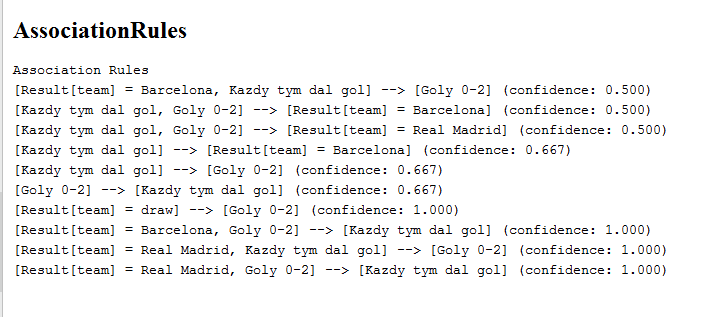 AssociationRules
Association Rules
[Result[team] = Barcelona, Kazdy tym dal gol] --> [Goly 0-2] (confidence: 0.500)
[Kazdy tym dal gol, Goly 0-2] --> [Result[team] = Barcelona] (confidence: 0.500)
[Kazdy tym dal gol, Goly 0-2] --> [Result[team] = Real Madrid] (confidence: 0.500)
[Kazdy tym dal gol] --> [Result[team] = Barcelona] (confidence: 0.667)
[Kazdy tym dal gol] --> [Goly 0-2] (confidence: 0.667)
[Goly 0-2] --> [Kazdy tym dal gol] (confidence: 0.667)
[Result[team] = draw] --> [Goly 0-2] (confidence: 1.000)
[Result[team] = Barcelona, Goly 0-2] --> [Kazdy tym dal gol] (confidence: 1.000)
[Result[team] = Real Madrid, Kazdy tym dal gol] --> [Goly 0-2] (confidence: 1.000)
[Result[team] = Real Madrid, Goly 0-2] --> [Kazdy tym dal gol] (confidence: 1.000)